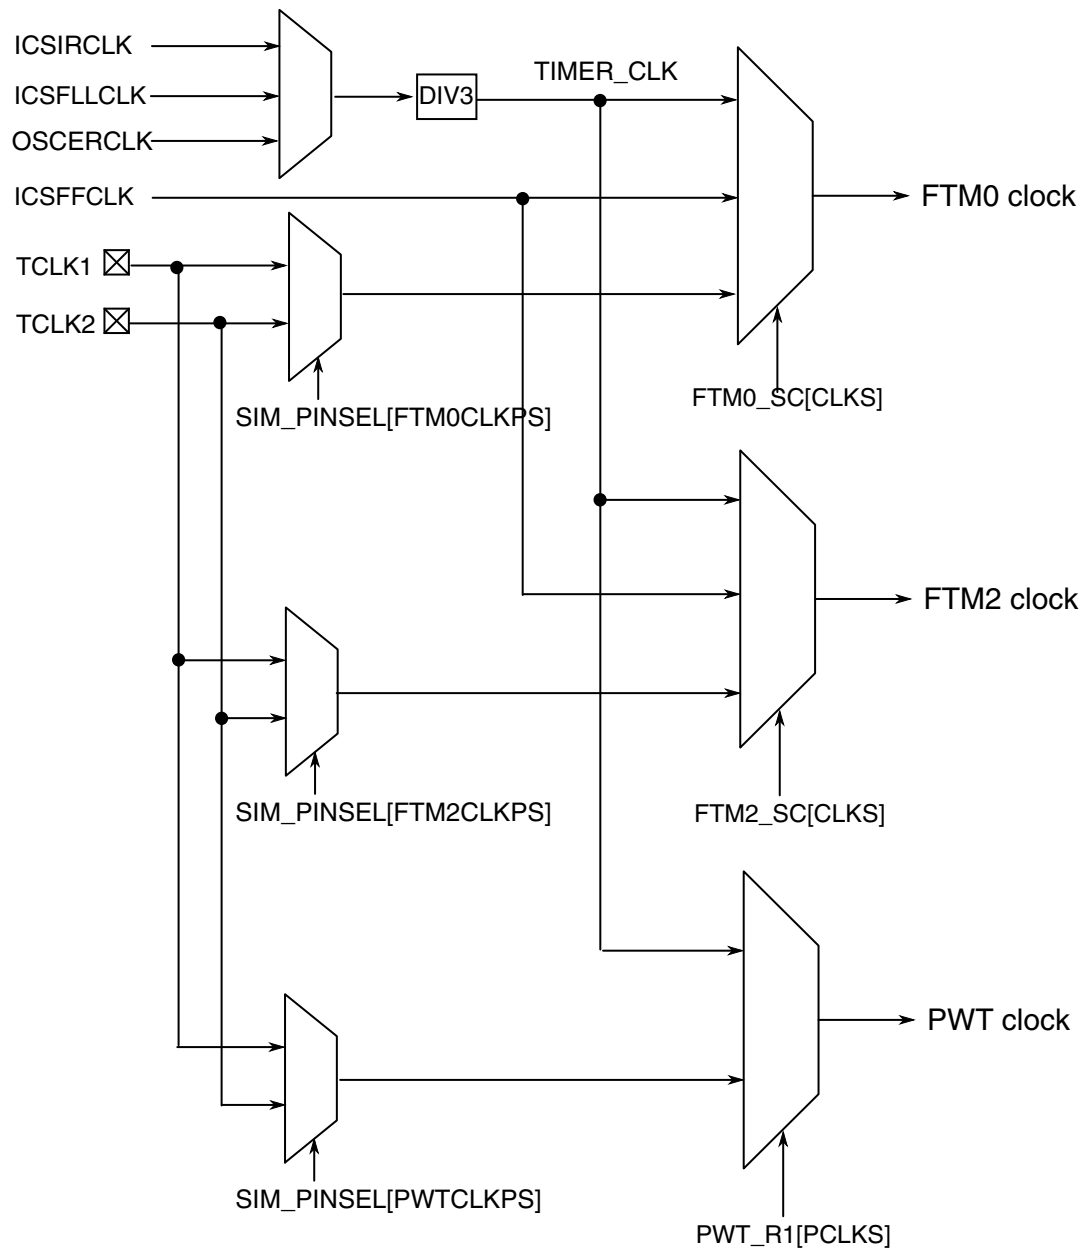 ICSIRCLK
TIMER_CLK
ICSFLLCLK
DIV3
OSCERCLK
ICSFFCLK
FTM0 clock
TCLK1
TCLK2
FTM0_SC[CLKS]
SIM_PINSEL[FTM0CLKPS]
FTM2 clock
SIM_PINSEL[FTM2CLKPS]
FTM2_SC[CLKS]
PWT clock
SIM_PINSEL[PWTCLKPS]
PWT_R1[PCLKS]